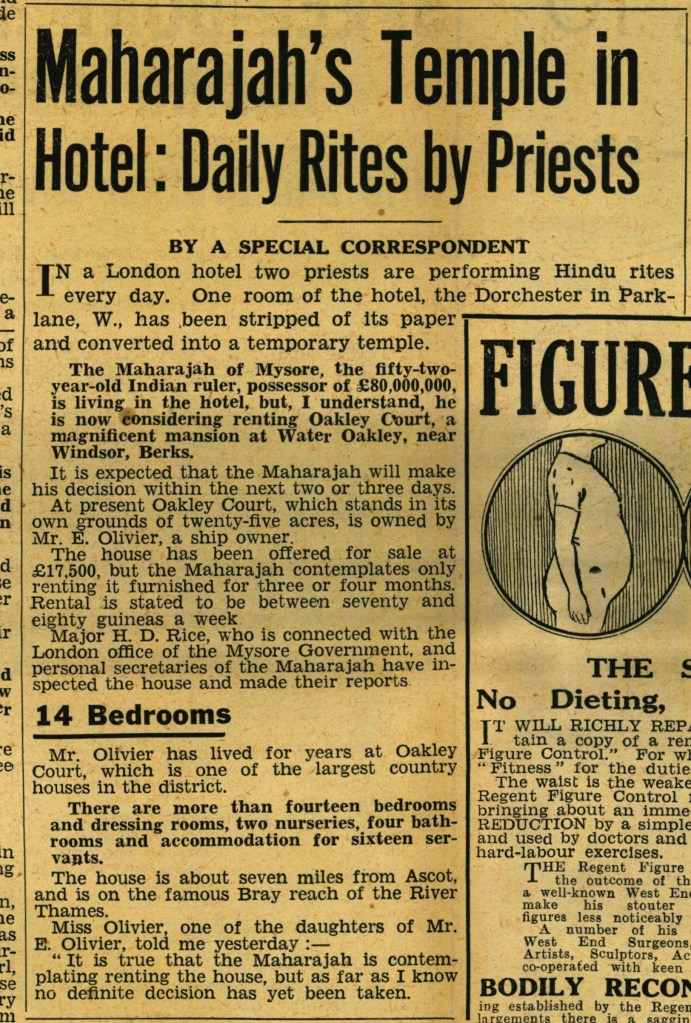 Maharajah's Temple in
Hotel: Daily Rites by Priests
BY A SPECIAL CORRESPONDENT
IN a London hotel two priests are performing Hindu rites
every day. One room of the hotel, the Dorchester in Park-
lane, W., has been stripped of its paper
and converted into a temporary temple.
The Maharajah of Mysore, the fifty-two-
year-old Indian ruler, possessor of £80,000,000,
is living in the hotel, but, I understand, he
is now considering renting Oakley Court, a
magnificent mansion at Water Oakley, near
Windsor, Berks.
It is expected that the Maharajah will make
his decision within the next two or three days.
At present Oakley Court, which stands in its
own grounds of twenty-five acres, is owned by
Mr. E. Olivier, a ship owner.
The house has been offered for sale at
£17,500, but the Maharajah contemplates only
renting it furnished for three or four months.
Rental is stated to be between seventy and
eighty guineas a week
Major H. D. Rice, who is connected with the
London office of the Mysore Government, and
personal secretaries of the Maharajah have in-
spected the house and made their reports
14 Bedrooms
Mr. Olivier has lived for years at Oakley
Court, which is one of the largest country
houses in the district.
There are more than fourteen bedrooms
and dressing rooms, two nurseries, four bath-
rooms and accommodation for sixteen ser-
vants.
The house is about seven miles from Ascot,
and is on the famous Bray reach of the River
Thames.
Miss Olivier, one of the daughters of Mr.
E. Olivier, told me yesterday :—
"It is true that the Maharajah is contem-
plating renting the house, but as far as I know
no definite decision has yet been taken.
FIGURE
THE
No Dieting,
IT WILL RICHLY
tain a copy of a
Figure Control." For
"Fitness" for the
The waist is the
Regent Figure Control
bringing about an
REDUCTION by a simple
and used by doctors and
hard-labour exercises.
THE Regent Figure
the outcome of
a well-known West
make his stouter
figures less noticeably
A number of his
West End Surgeons,
Artists, Sculptors,
co-operated with keen
BODILY
ing established by the
largements there is a